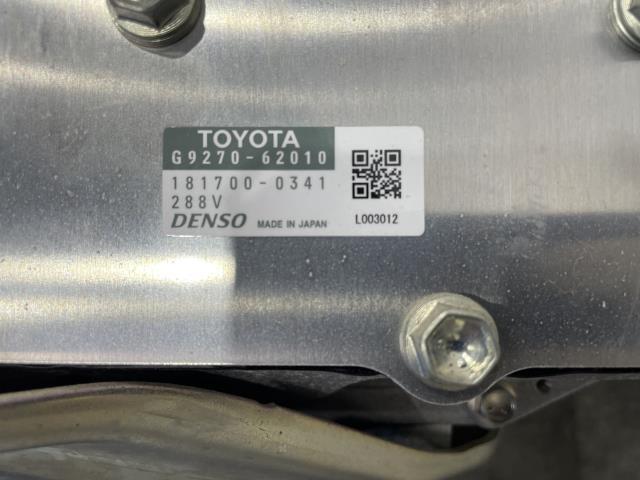 TOYOTA
G9270-62010
181700-0341
288V
DENSO MADE IN JAPAN
L003012